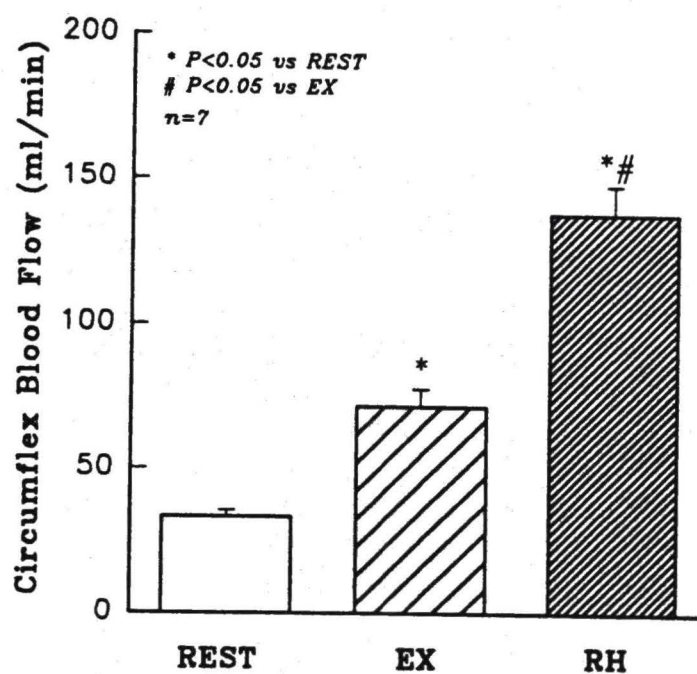 200
* P<0.05 vs REST
# P<0.05 vs EX
n=7
150
100
50
0
Circumflex Blood Flow (ml/min)
*
*#
REST EX RH